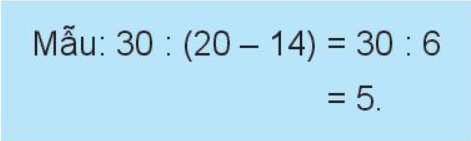 Mẫu: 30 : (20 – 14) = 30 : 6
= 5.